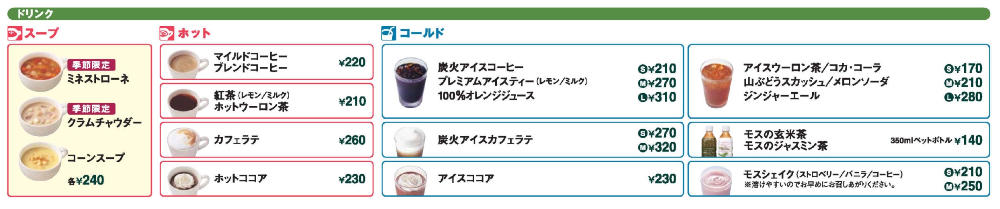 ドリンク
スープ
季節限定
ミネストローネ
季節限定
クラムチャウダー
コーンスープ
各¥240
ホット
マイルドコーヒー
ブレンドコーヒー
¥220
紅茶(レモン/ミルク)
ホットウーロン茶
¥210
カフェラテ
¥260
ホットココア
¥230
コールド
炭火アイスコーヒー
プレミアムアイスティー(レモン/ミルク)
100%オレンジジュース
S¥210
M¥270
L¥310
炭火アイスカフェラテ
S¥270
M¥320
アイスココア
¥230
アイスウーロン茶/コカ・コーラ
山ぶどうスカッシュ/メロンソーダ
ジンジャーエール
S¥170
M¥210
L¥280
モスの玄米茶
モスのジャスミン茶
350mlペットボトル ¥140
モスシェイク(ストロベリー/バニラ/コーヒー)
※溶けやすいのでお早めにお召しあがりください。
S¥210
M¥250